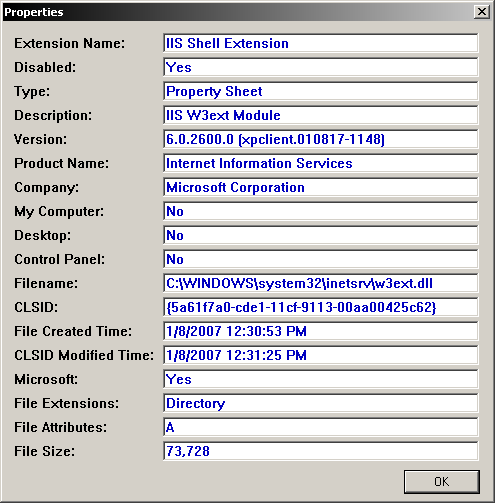 Properties
Extension Name: IIS Shell Extension
Disabled: Yes
Type: Property Sheet
Description: IIS W3ext Module
Version: 6.0.2600.0 (xpclient.010817-1148)
Product Name: Internet Information Services
Company: Microsoft Corporation
My Computer: No
Desktop: No
Control Panel: No
Filename: C:\WINDOWS\system32\inetsrv\w3ext.dll
CLSID: {5a61f7a0-cde1-11cf-9113-00aa00425c62}
File Created Time: 1/8/2007 12:30:53 PM
CLSID Modified Time: 1/8/2007 12:31:25 PM
Microsoft: Yes
File Extensions: Directory
File Attributes: A
File Size: 73,728
OK